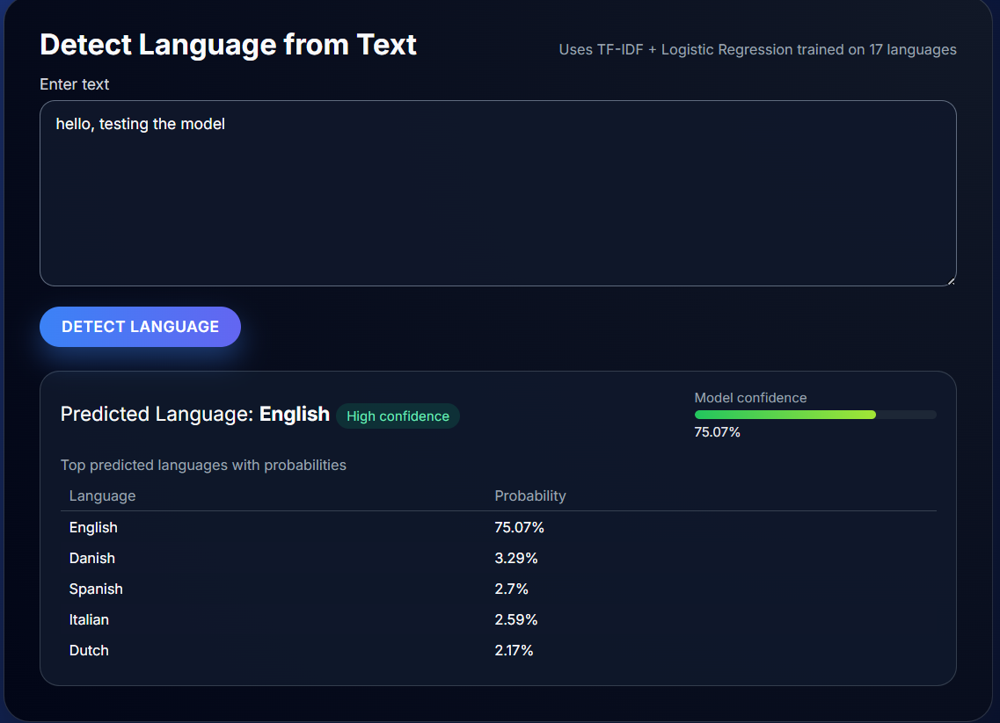 Detect Language from Text
Uses TF-IDF + Logistic Regression trained on 17 languages
Enter text
hello, testing the model
DETECT LANGUAGE
Predicted Language: English High confidence
Model confidence
75.07%
Top predicted languages with probabilities
Language Probability
English 75.07%
Danish 3.29%
Spanish 2.7%
Italian 2.59%
Dutch 2.17%